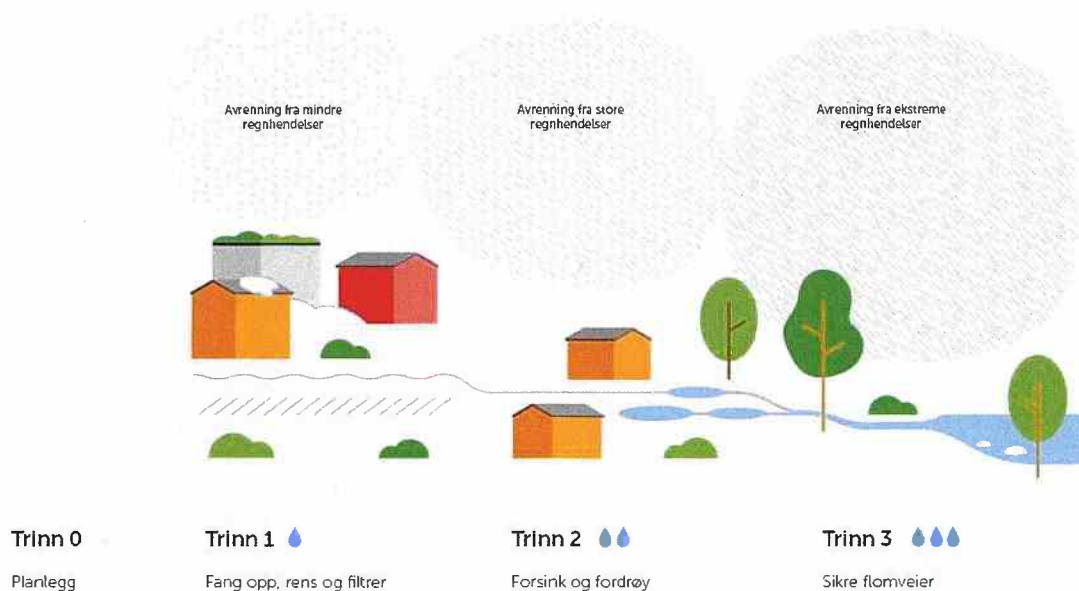 Avrenning fra mindre
regnhendelser
Avrenning fra store
regnhendelser
Avrenning fra ekstreme
regnhendelser
Trinn 0
Planlegg
Trinn 1
Fang opp, rens og filtrer
Trinn 2
Forsink og fordrøy
Trinn 3
Sikre flomveier